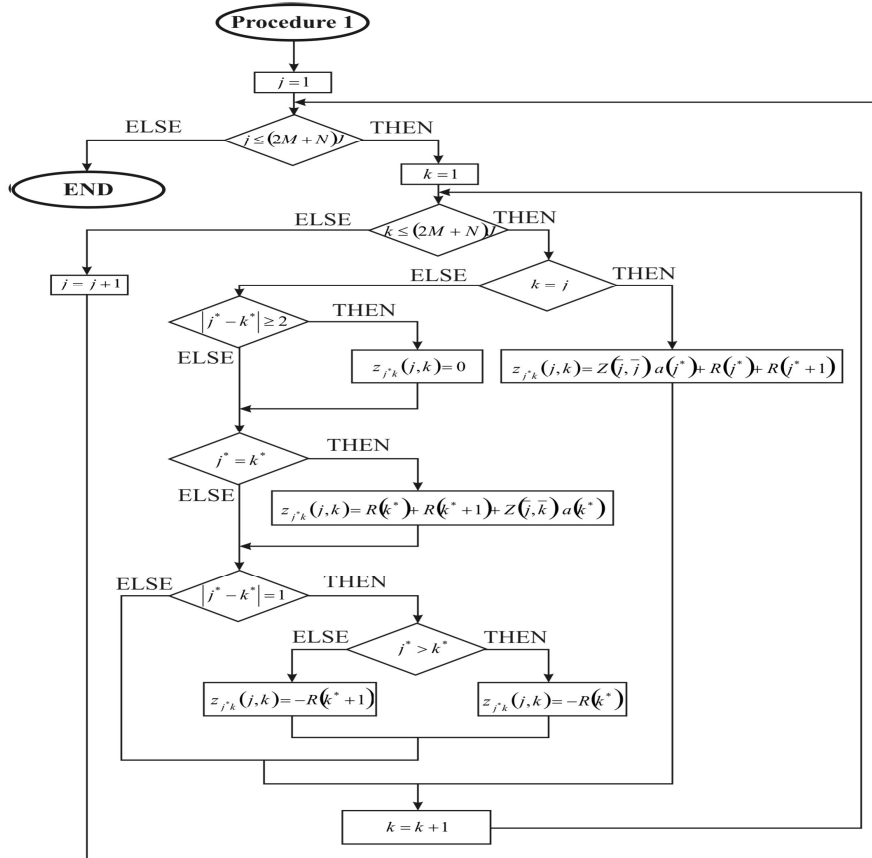 Procedure 1
j = 1
ELSE
THEN
j ≤ (2M + N)J
END
k = 1
ELSE
THEN
k ≤ (2M + N)J
j = j + 1
ELSE
THEN
k = j
|j* − k*| ≥ 2
THEN
ELSE
z_{j*k}(j,k) = 0
z_{j*k}(j,k) = Z(j̄, j̄) a(j*) + R(j*) + R(j* + 1)
j* = k*
THEN
ELSE
z_{j*k}(j,k) = R(k*) + R(k* + 1) + Z(j̄, k̄) a(k*)
ELSE
THEN
|j* − k*| = 1
ELSE
THEN
j* > k*
z_{j*k}(j,k) = −R(k* + 1)
z_{j*k}(j,k) = −R(k*)
k = k + 1